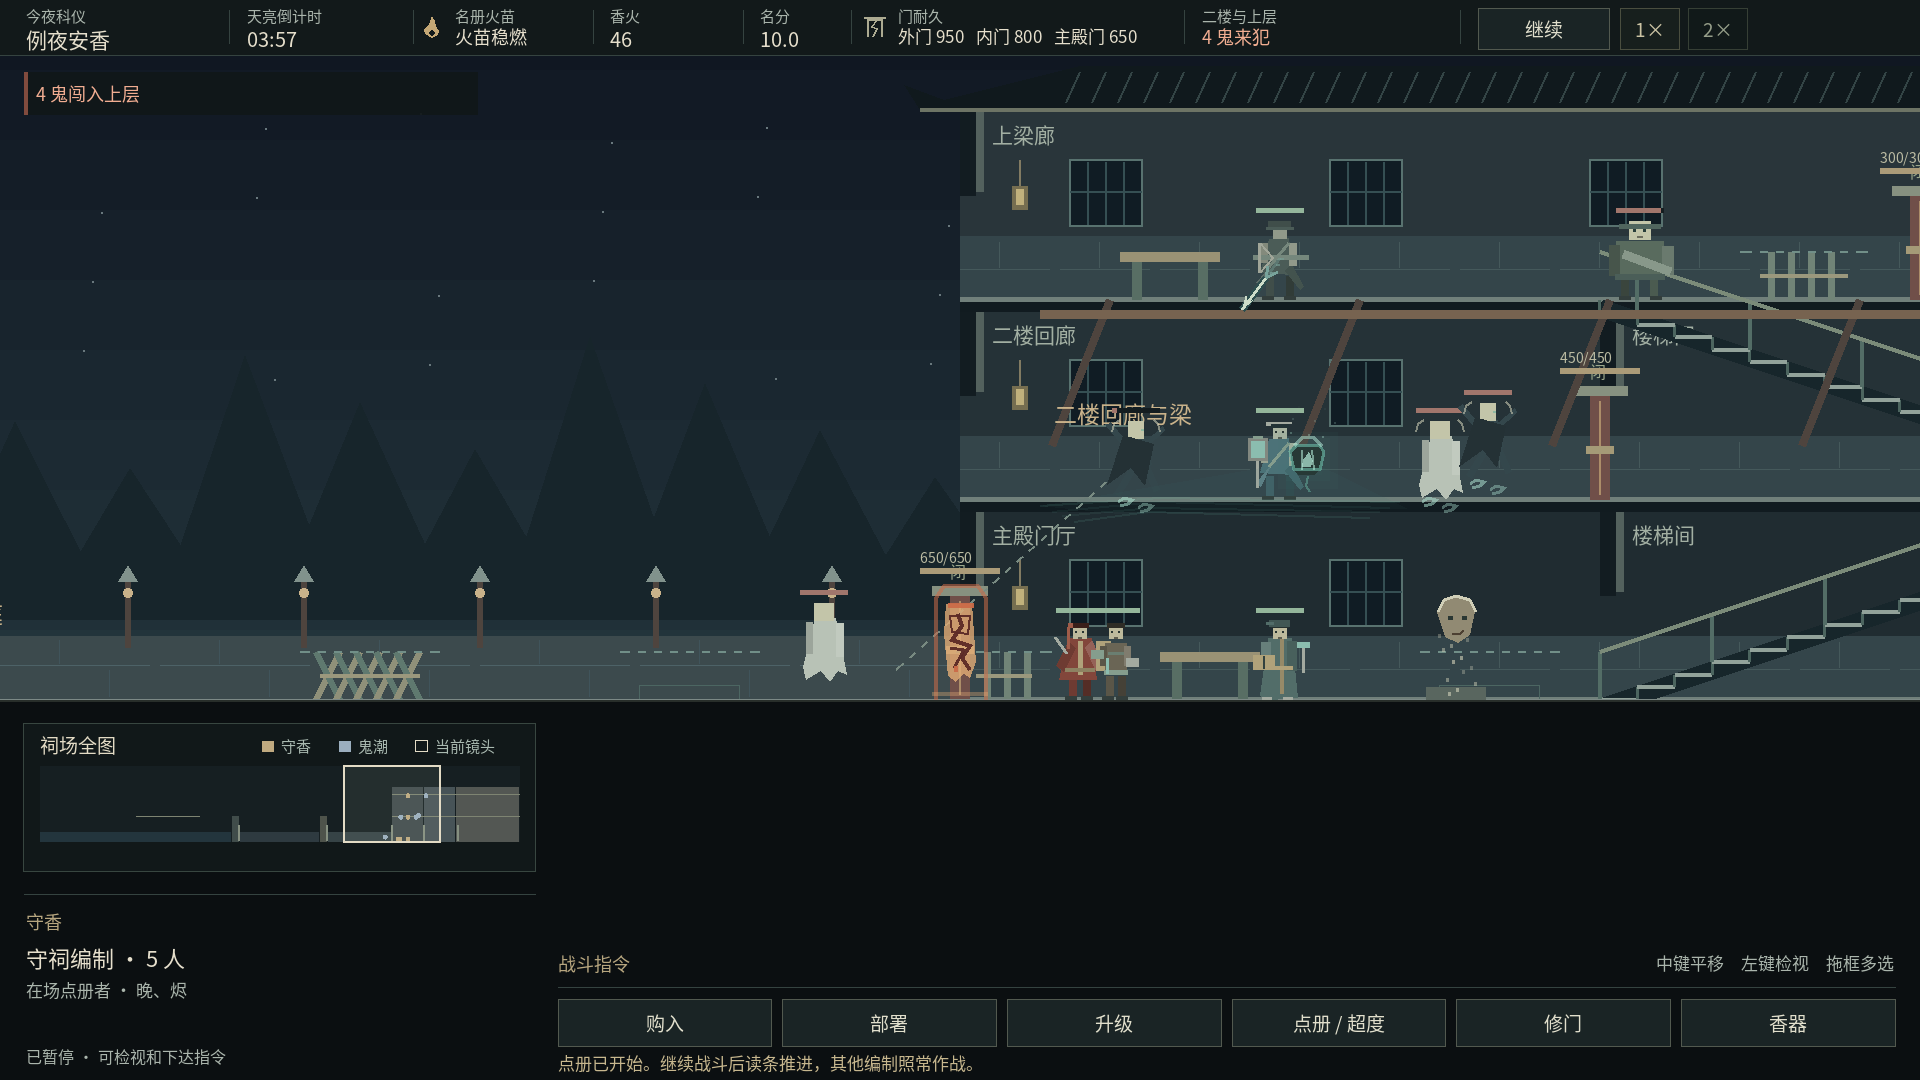 今夜科仪
例夜安香
天亮倒计时
03:57
名册火苗
火苗稳燃
香火
46
名分
10.0
门耐久
外门 950 内门 800 主殿门 650
二楼与上层
4 鬼来犯
继续
1×
2×
4 鬼闯入上层
上梁廊
二楼回廊
450/450
闭
二楼回廊与梁
主殿门厅
楼梯间
650/650
闭
祠场全图
守香
鬼潮
当前镜头
守香
守祠编制 · 5 人
在场点册者 · 晚、烬
已暂停 · 可检视和下达指令
战斗指令
中键平移 左键检视 拖框多选
购入
部署
升级
点册 / 超度
修门
香器
点册已开始。继续战斗后读条推进，其他编制照常作战。